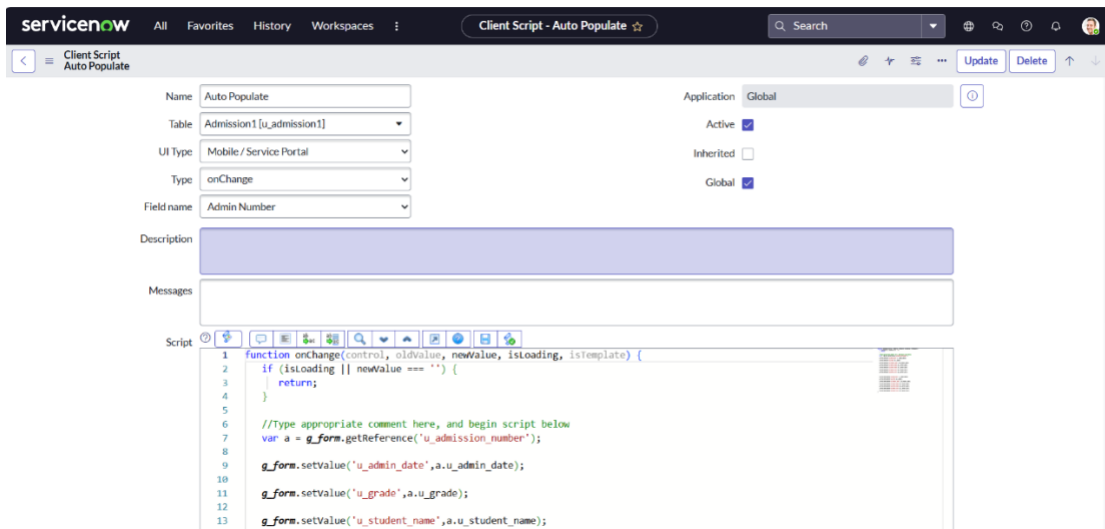 servicenow All Favorites History Workspaces Client Script - Auto Populate Search
Client Script
Auto Populate
Update Delete
Name Auto Populate
Application Global
Table Admission1 [u_admission1]
Active
UI Type Mobile / Service Portal
Inherited
Type onChange
Global
Field name Admin Number
Description
Messages
Script
1 function onChange(control, oldValue, newValue, isLoading, isTemplate) {
2 if (isLoading || newValue === '') {
3 return;
4 }
5
6 //Type appropriate comment here, and begin script below
7 var a = g_form.getReference('u_admission_number');
8
9 g_form.setValue('u_admin_date',a.u_admin_date);
10
11 g_form.setValue('u_grade',a.u_grade);
12
13 g_form.setValue('u_student_name',a.u_student_name);